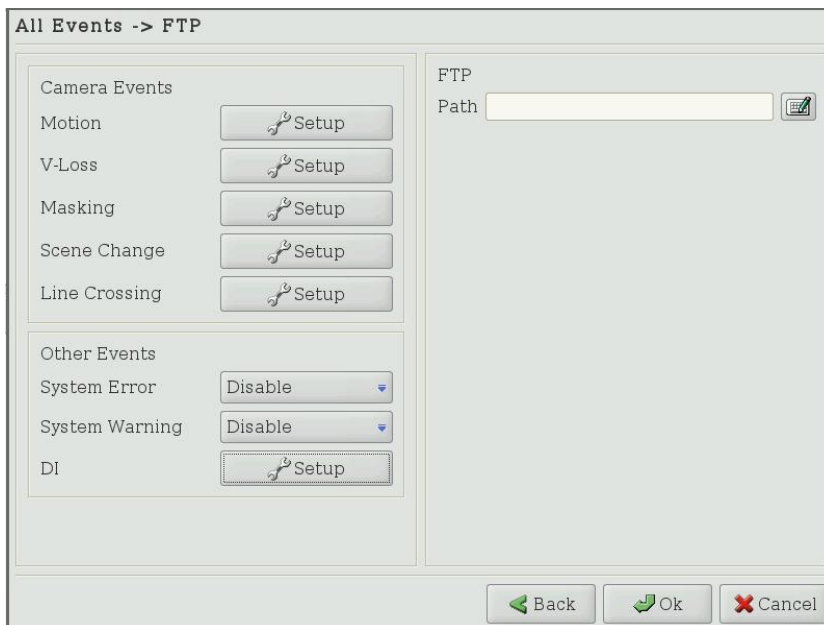 All Events -> FTP
Camera Events
Motion Setup
V-Loss Setup
Masking Setup
Scene Change Setup
Line Crossing Setup
Other Events
System Error Disable
System Warning Disable
DI Setup
FTP
Path
Back Ok Cancel